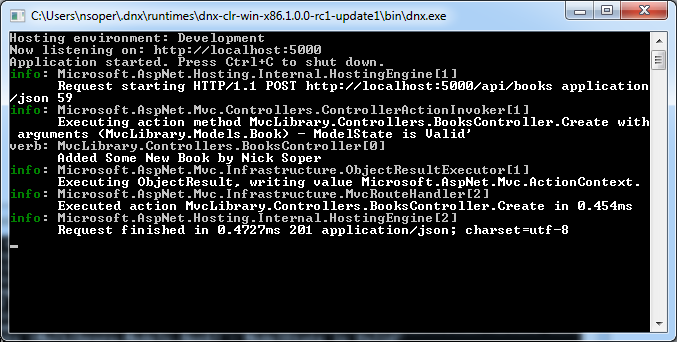 C:\Users\nsoper\.dnx\runtimes\dnx-clr-win-x86.1.0.0-rc1-update1\bin\dnx.exe
Hosting environment: Development
Now listening on: http://localhost:5000
Application started. Press Ctrl+C to shut down.
info: Microsoft.AspNet.Hosting.Internal.HostingEngine[1]
Request starting HTTP/1.1 POST http://localhost:5000/api/books application
/json 59
info: Microsoft.AspNet.Mvc.Controllers.ControllerActionInvoker[1]
Executing action method MvcLibrary.Controllers.BooksController.Create with
arguments (MvcLibrary.Models.Book) - ModelState is Valid'
verb: MvcLibrary.Controllers.BooksController[0]
Added Some New Book by Nick Soper
info: Microsoft.AspNet.Mvc.Infrastructure.ObjectResultExecutor[1]
Executing ObjectResult, writing value Microsoft.AspNet.Mvc.ActionContext.
info: Microsoft.AspNet.Mvc.Infrastructure.MvcRouteHandler[2]
Executed action MvcLibrary.Controllers.BooksController.Create in 0.454ms
info: Microsoft.AspNet.Hosting.Internal.HostingEngine[2]
Request finished in 0.4727ms 201 application/json; charset=utf-8